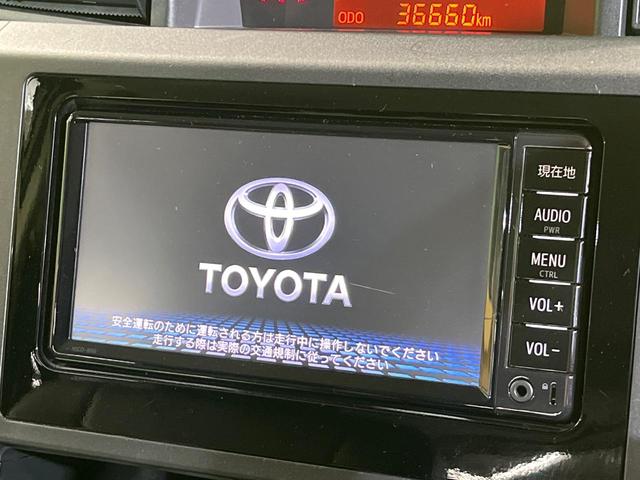 ODO 36660km
現在地
AUDIO
PWR
MENU
CTRL
VOL+
VOL-
TOYOTA
安全運転のために運転される方は走行中に操作しないでください
走行する際は実際の交通規制に従ってください